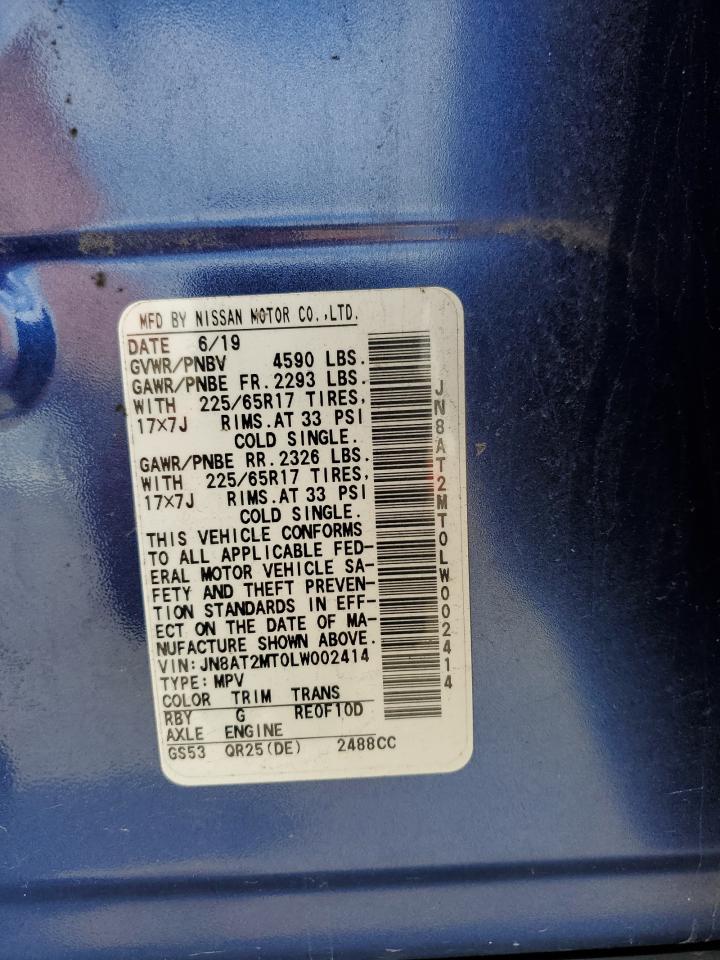 MFD BY NISSAN MOTOR CO.,LTD.
DATE 6/19
GVWR/PNBV 4590 LBS.
GAWR/PNBE FR.2293 LBS.
WITH 225/65R17 TIRES,
17×7J RIMS.AT 33 PSI
COLD SINGLE.
GAWR/PNBE RR.2326 LBS.
WITH 225/65R17 TIRES,
17×7J RIMS.AT 33 PSI
COLD SINGLE.
THIS VEHICLE CONFORMS
TO ALL APPLICABLE FED-
ERAL MOTOR VEHICLE SA-
FETY AND THEFT PREVEN-
TION STANDARDS IN EFF-
ECT ON THE DATE OF MA-
NUFACTURE SHOWN ABOVE.
VIN:JN8AT2MT0LW002414
TYPE:MPV
COLOR TRIM TRANS
RBY G RE0F10D
AXLE ENGINE
GS53 QR25(DE) 2488CC
JN8AT2MT0LW002414